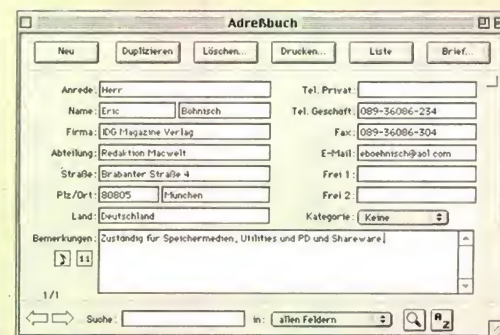 Adreßbuch
Neu Duplizieren Löschen... Drucken... Liste Brief...
Anrede: Herr Tel. Privat:
Name: Eric Bohnisch Tel. Geschäft: 089-36086-234
Firma: IDG Magazine Verlag Fax: 089-36086-304
Abteilung: Redaktion Macwelt E-Mail: eboehnisch@aol.com
Straße: Brabanter Straße 4 Frei 1:
Plz/Ort: 80805 Munchen Frei 2:
Land: Deutschland Kategorie: Keine
Bemerkungen: Zuständig für Speichermedien, Utilities und PD und Shareware.
1/1
Suche: in: allen Feldern AZ